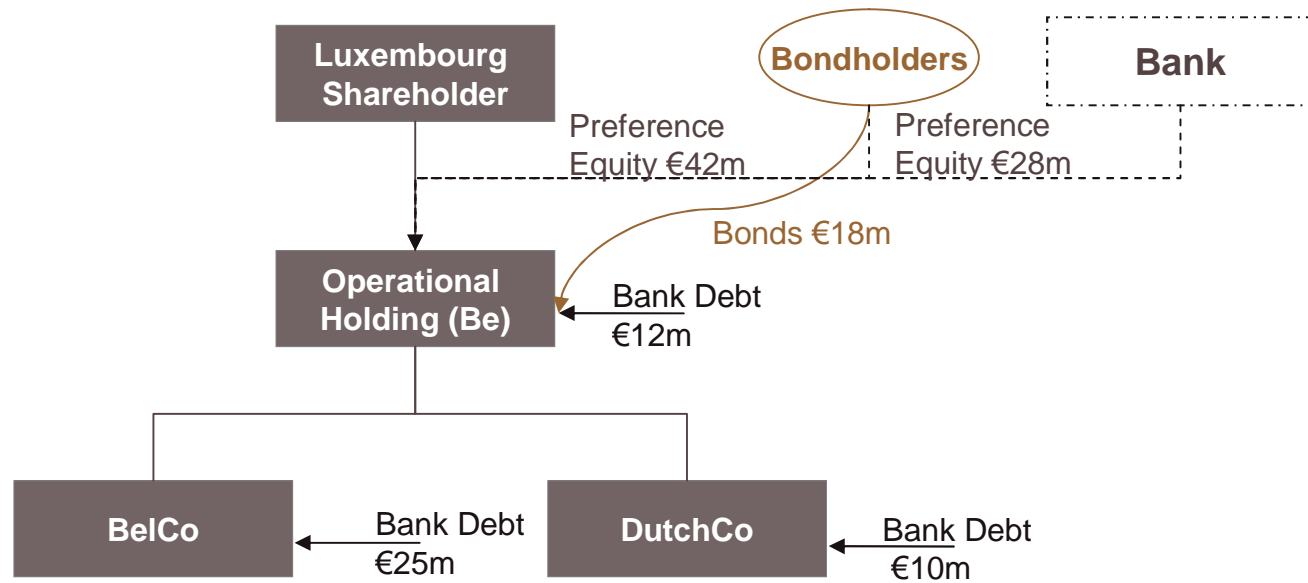 Luxembourg
Shareholder
Bondholders
Bank
Preference
Equity €42m
Preference
Equity €28m
Bonds €18m
Operational
Holding (Be)
Bank Debt
€12m
BelCo
Bank Debt
€25m
DutchCo
Bank Debt
€10m